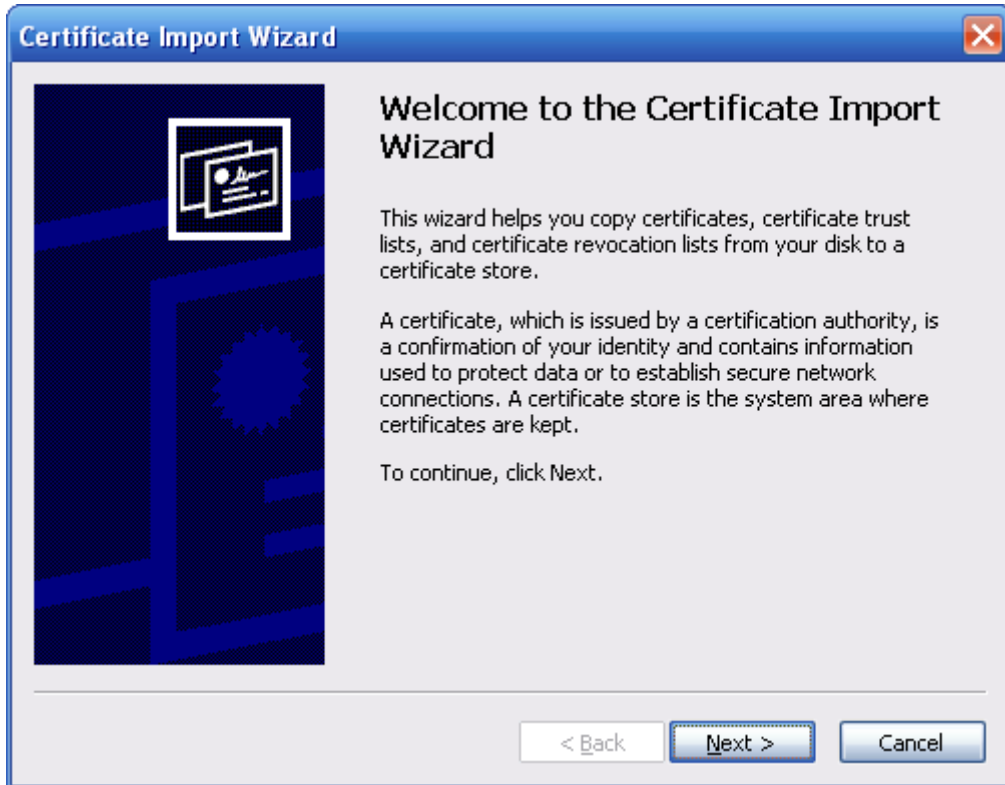 Certificate Import Wizard
Welcome to the Certificate Import
Wizard
This wizard helps you copy certificates, certificate trust
lists, and certificate revocation lists from your disk to a
certificate store.
A certificate, which is issued by a certification authority, is
a confirmation of your identity and contains information
used to protect data or to establish secure network
connections. A certificate store is the system area where
certificates are kept.
To continue, click Next.
< Back Next > Cancel